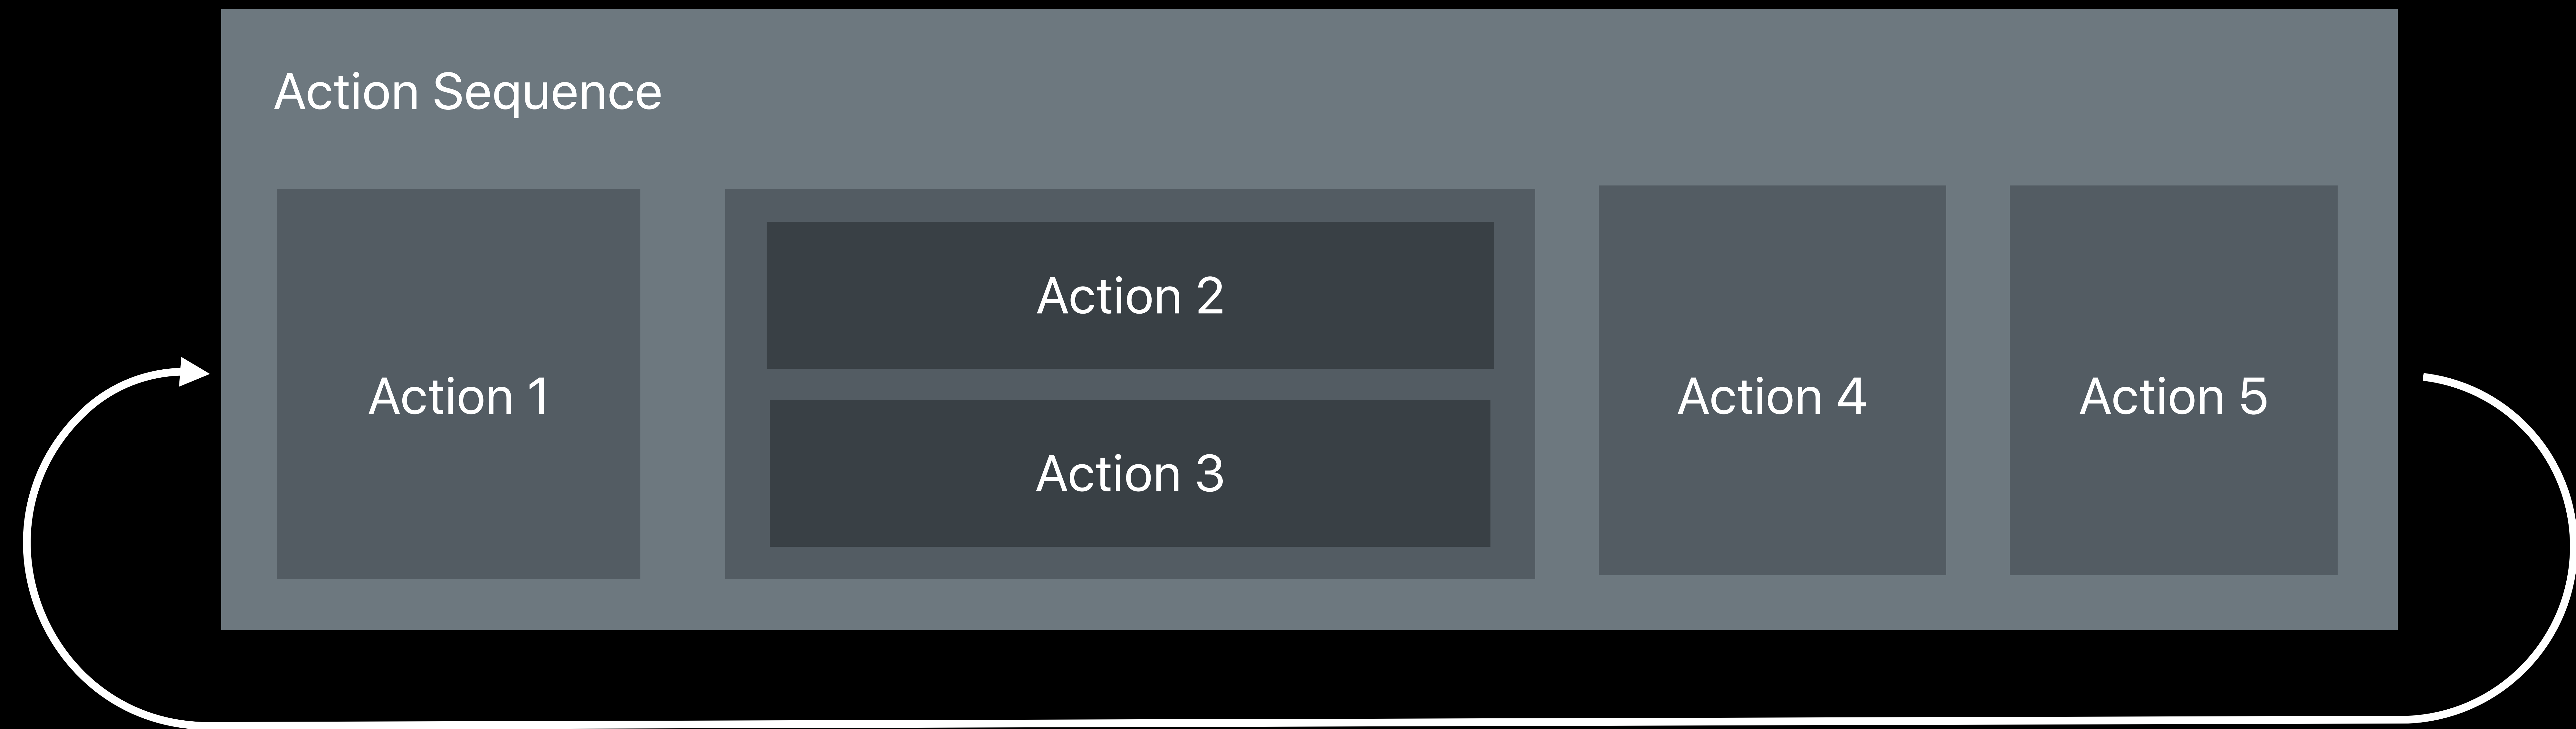 Action Sequence
Action 1
Action 2
Action 3
Action 4
Action 5